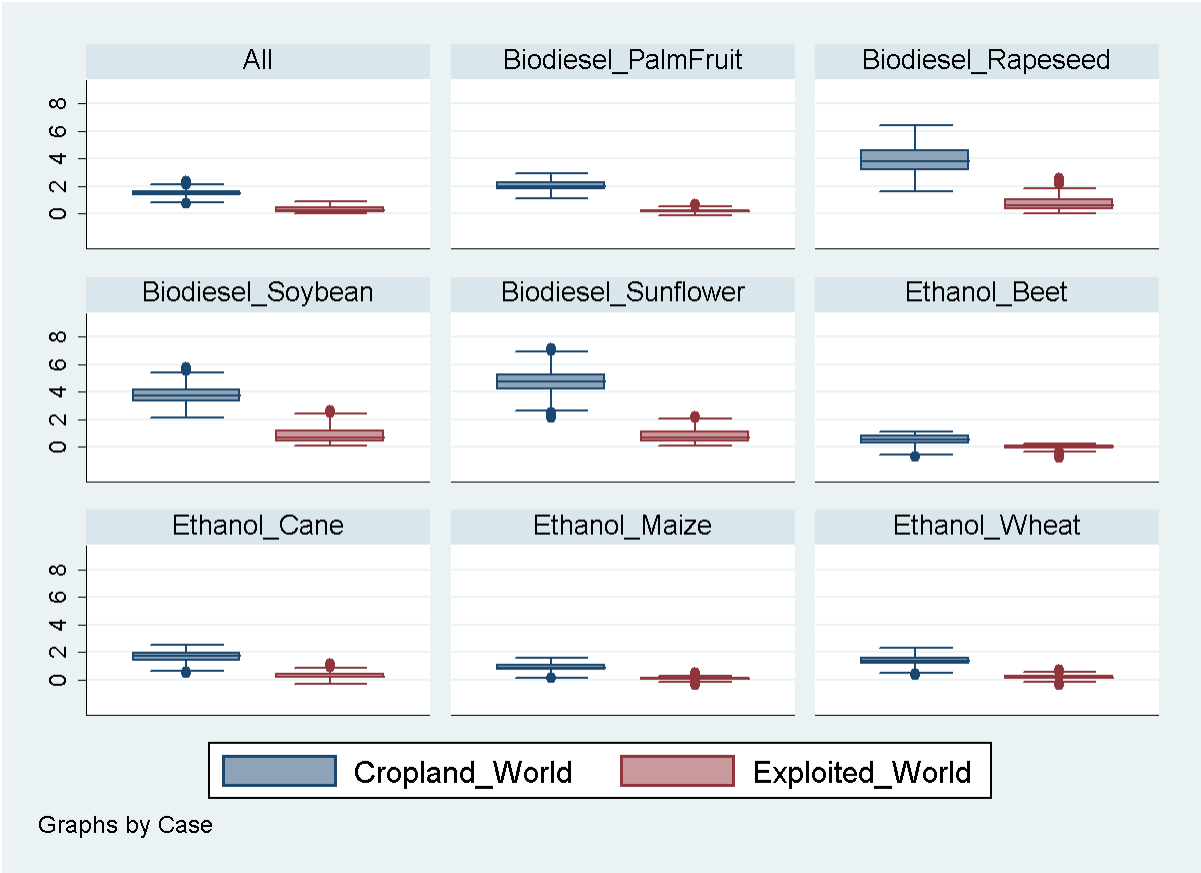 All
Biodiesel_PalmFruit
Biodiesel_Rapeseed
8
6
4
2
0
Biodiesel_Soybean
Biodiesel_Sunflower
Ethanol_Beet
8
6
4
2
0
Ethanol_Cane
Ethanol_Maize
Ethanol_Wheat
8
6
4
2
0
Cropland_World
Exploited_World
Graphs by Case